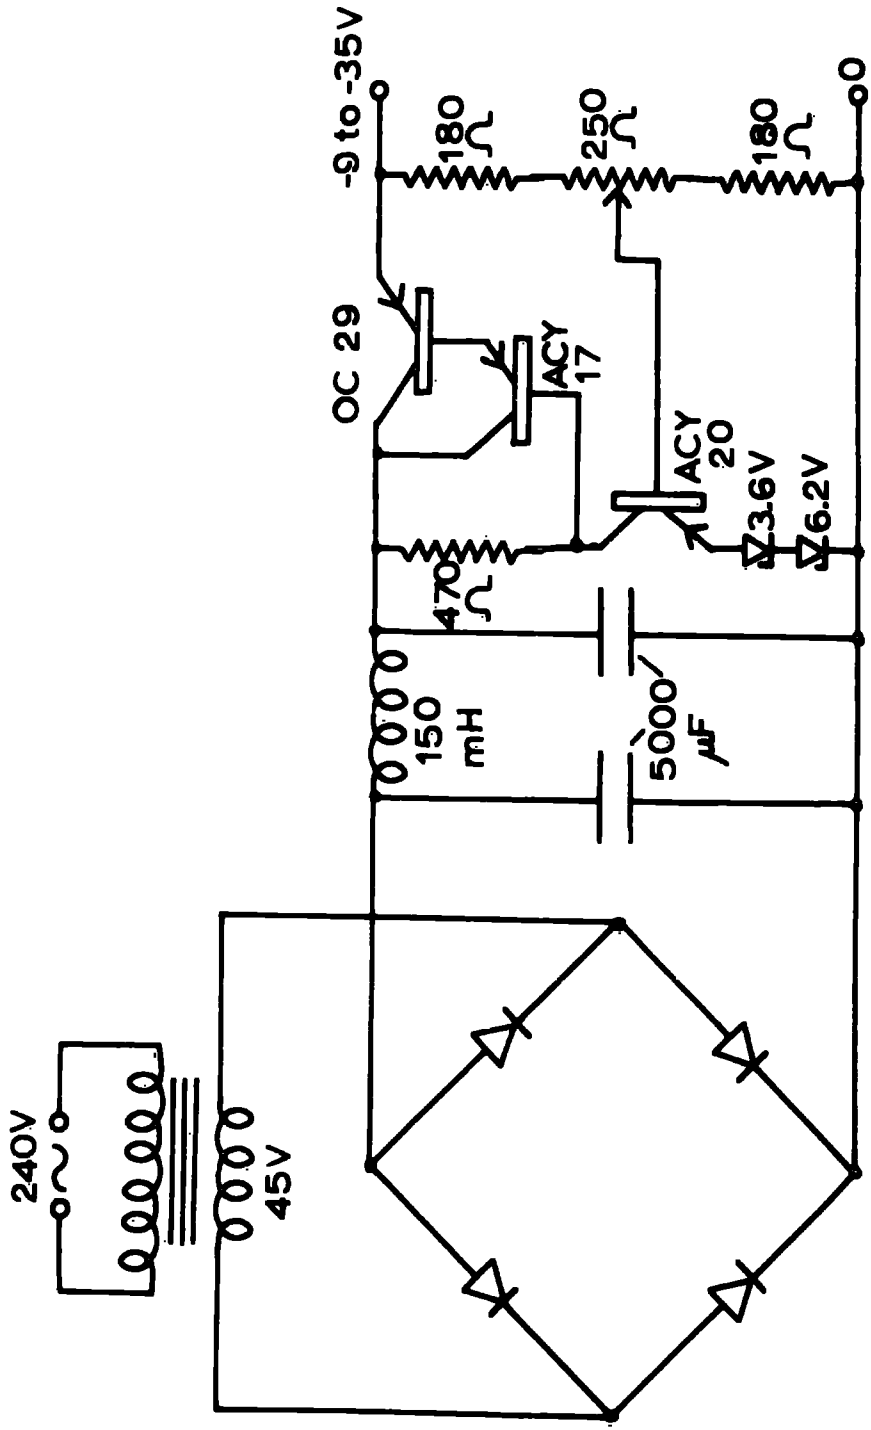 240V
45V
150
mH
5000
µF
470
Ω
OC 29
ACY
17
ACY
20
3.6V
6.2V
-9 to -35V
180
Ω
250
Ω
180
Ω
0